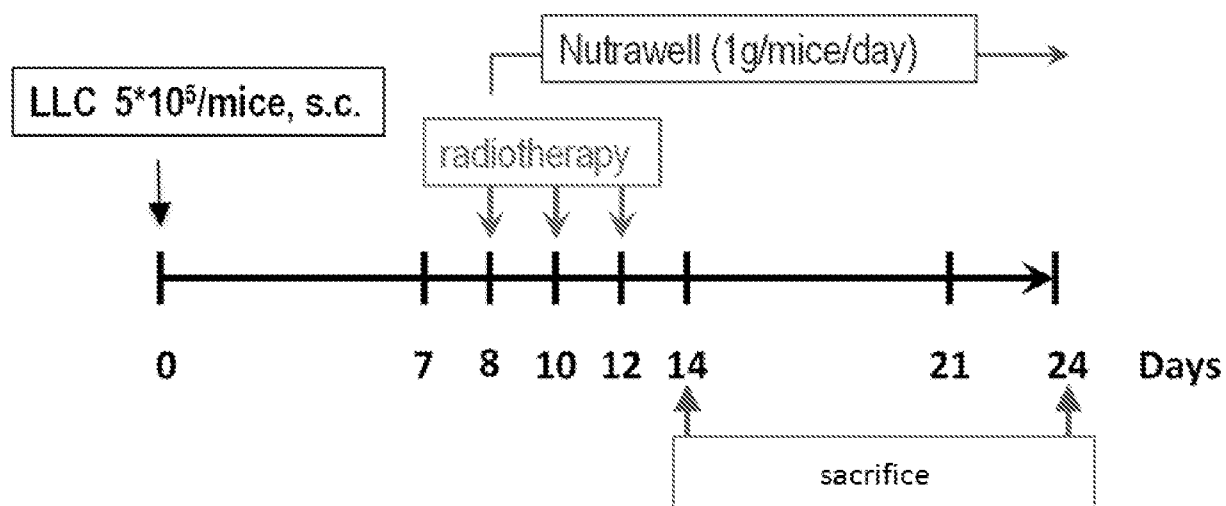 Nutrawell (1g/mice/day)
LLC 5*10⁵/mice, s.c.
radiotherapy
0 7 8 10 12 14 21 24 Days
sacrifice